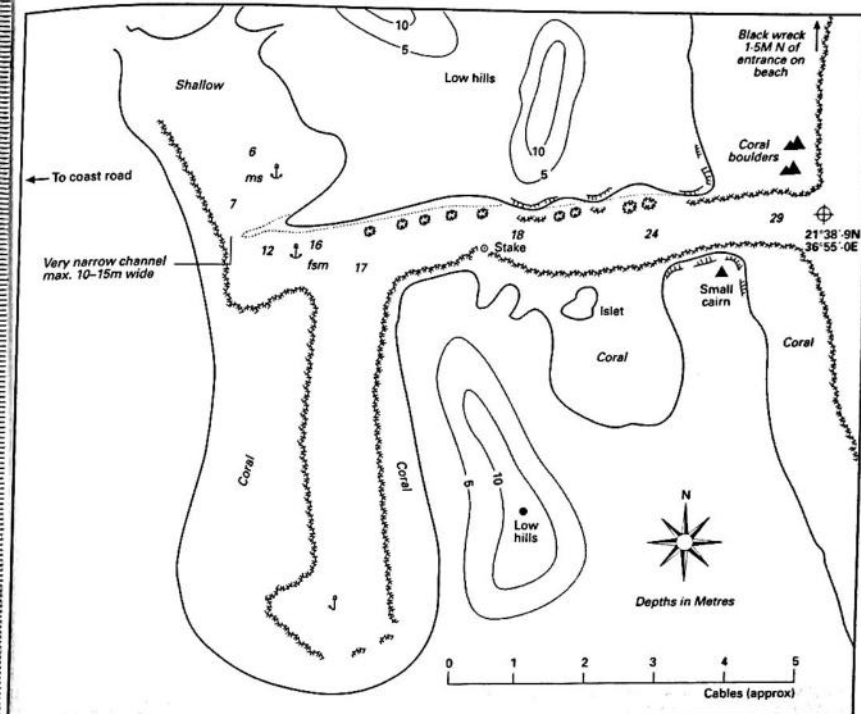 10
5
Black wreck
1·5M N of
entrance on
beach
Shallow
Low hills
10
5
Coral
boulders
6
ms
← To coast road
7
29
21°38´·9N
36°55´·0E
18
24
12
16
fsm
17
Stake
Very narrow channel
max. 10–15m wide
Small
cairn
Islet
Coral
Coral
Coral
Coral
5
10
Low
hills
N
Depths in Metres
0 1 2 3 4 5
Cables (approx)